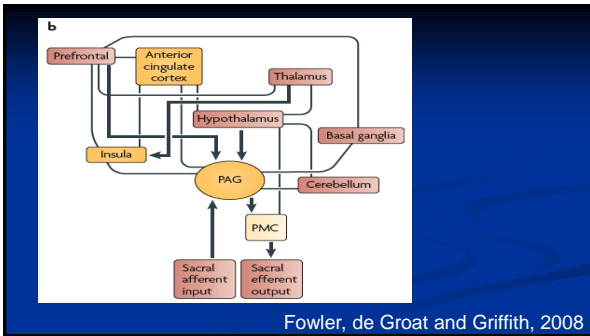 b
Prefrontal
Anterior
cingulate
cortex
Thalamus
Hypothalamus
Basal ganglia
Insula
PAG
Cerebellum
PMC
Sacral
afferent
input
Sacral
efferent
output
Fowler, de Groat and Griffith, 2008